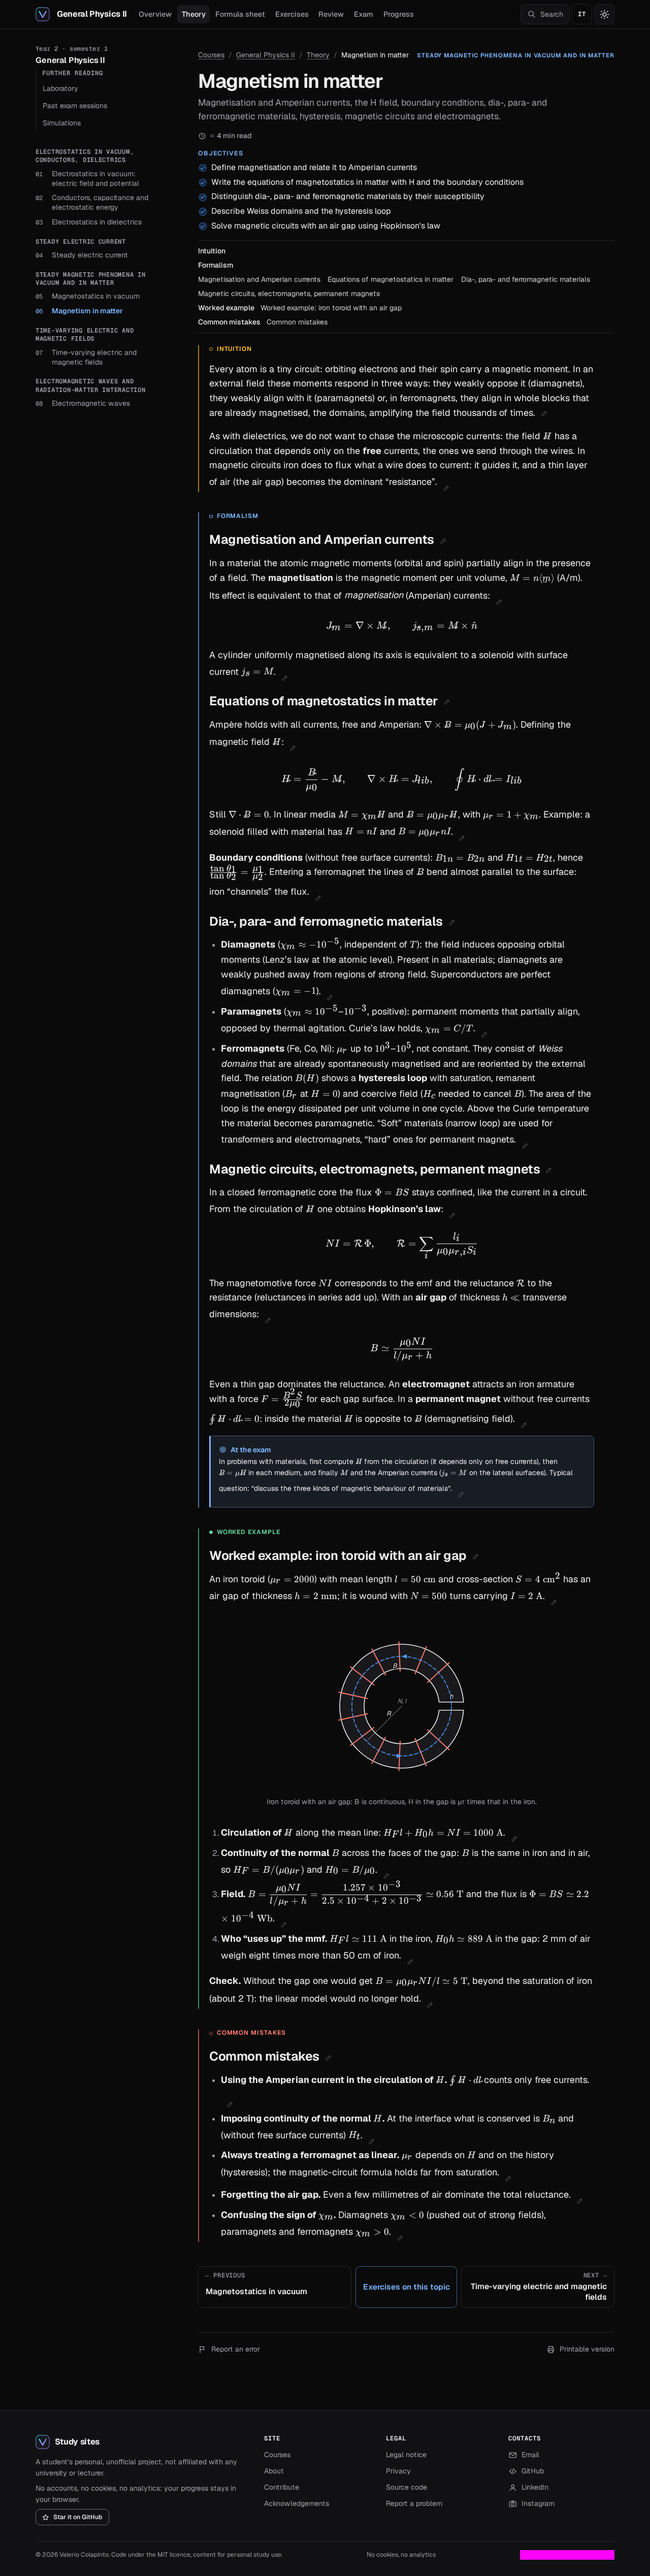 General Physics II Overview Theory Formula sheet Exercises Review Exam Progress Search IT
Year 2 · semester 1
General Physics II
FURTHER READING
Laboratory
Past exam sessions
Simulations
ELECTROSTATICS IN VACUUM,
CONDUCTORS, DIELECTRICS
01 Electrostatics in vacuum:
electric field and potential
02 Conductors, capacitance and
electrostatic energy
03 Electrostatics in dielectrics
STEADY ELECTRIC CURRENT
04 Steady electric current
STEADY MAGNETIC PHENOMENA IN
VACUUM AND IN MATTER
05 Magnetostatics in vacuum
06 Magnetism in matter
TIME-VARYING ELECTRIC AND
MAGNETIC FIELDS
07 Time-varying electric and
magnetic fields
ELECTROMAGNETIC WAVES AND
RADIATION-MATTER INTERACTION
08 Electromagnetic waves
Courses / General Physics II / Theory / Magnetism in matter STEADY MAGNETIC PHENOMENA IN VACUUM AND IN MATTER
Magnetism in matter
Magnetisation and Amperian currents, the H field, boundary conditions, dia-, para- and
ferromagnetic materials, hysteresis, magnetic circuits and electromagnets.
≈ 4 min read
OBJECTIVES
Define magnetisation and relate it to Amperian currents
Write the equations of magnetostatics in matter with H and the boundary conditions
Distinguish dia-, para- and ferromagnetic materials by their susceptibility
Describe Weiss domains and the hysteresis loop
Solve magnetic circuits with an air gap using Hopkinson's law
Intuition
Formalism
Magnetisation and Amperian currents Equations of magnetostatics in matter Dia-, para- and ferromagnetic materials
Magnetic circuits, electromagnets, permanent magnets
Worked example Worked example: iron toroid with an air gap
Common mistakes Common mistakes
INTUITION
Every atom is a tiny circuit: orbiting electrons and their spin carry a magnetic moment. In an
external field these moments respond in three ways: they weakly oppose it (diamagnets),
they weakly align with it (paramagnets) or, in ferromagnets, they align in whole blocks that
are already magnetised, the domains, amplifying the field thousands of times.
As with dielectrics, we do not want to chase the microscopic currents: the field H has a
circulation that depends only on the free currents, the ones we send through the wires. In
magnetic circuits iron does to flux what a wire does to current: it guides it, and a thin layer
of air (the air gap) becomes the dominant “resistance”.
FORMALISM
Magnetisation and Amperian currents
In a material the atomic magnetic moments (orbital and spin) partially align in the presence
of a field. The magnetisation is the magnetic moment per unit volume, M = n⟨m⟩ (A/m).
Its effect is equivalent to that of magnetisation (Amperian) currents:
J_m = ∇ × M, j_{s,m} = M × n̂
A cylinder uniformly magnetised along its axis is equivalent to a solenoid with surface
current j_s = M.
Equations of magnetostatics in matter
Ampère holds with all currents, free and Amperian: ∇ × B = μ₀(J + J_m). Defining the
magnetic field H:
H = B/μ₀ − M, ∇ × H = J_{lib}, ∮ H · dl = I_{lib}
Still ∇ · B = 0. In linear media M = χ_m H and B = μ₀μ_r H, with μ_r = 1 + χ_m. Example: a
solenoid filled with material has H = nI and B = μ₀μ_r nI.
Boundary conditions (without free surface currents): B_{1n} = B_{2n} and H_{1t} = H_{2t}, hence
tan θ₁/tan θ₂ = μ₁/μ₂. Entering a ferromagnet the lines of B bend almost parallel to the surface:
iron “channels” the flux.
Dia-, para- and ferromagnetic materials
• Diamagnets (χ_m ≈ −10⁻⁵, independent of T): the field induces opposing orbital
moments (Lenz's law at the atomic level). Present in all materials; diamagnets are
weakly pushed away from regions of strong field. Superconductors are perfect
diamagnets (χ_m = −1).
• Paramagnets (χ_m ≈ 10⁻⁵–10⁻³, positive): permanent moments that partially align,
opposed by thermal agitation. Curie's law holds, χ_m = C/T.
• Ferromagnets (Fe, Co, Ni): μ_r up to 10³–10⁵, not constant. They consist of Weiss
domains that are already spontaneously magnetised and are reoriented by the external
field. The relation B(H) shows a hysteresis loop with saturation, remanent
magnetisation (B_r at H = 0) and coercive field (H_c needed to cancel B). The area of the
loop is the energy dissipated per unit volume in one cycle. Above the Curie temperature
the material becomes paramagnetic. “Soft” materials (narrow loop) are used for
transformers and electromagnets, “hard” ones for permanent magnets.
Magnetic circuits, electromagnets, permanent magnets
In a closed ferromagnetic core the flux Φ = BS stays confined, like the current in a circuit.
From the circulation of H one obtains Hopkinson's law:
NI = ℛ Φ, ℛ = ∑_i l_i/(μ₀μ_{r,i}S_i)
The magnetomotive force NI corresponds to the emf and the reluctance ℛ to the
resistance (reluctances in series add up). With an air gap of thickness h ≪ transverse
dimensions:
B ≃ μ₀NI/(l/μ_r + h)
Even a thin gap dominates the reluctance. An electromagnet attracts an iron armature
with a force F = B²S/2μ₀ for each gap surface. In a permanent magnet without free currents
∮ H · dl = 0: inside the material H is opposite to B (demagnetising field).
At the exam
In problems with materials, first compute H from the circulation (it depends only on free currents), then
B = μH in each medium, and finally M and the Amperian currents (j_s = M on the lateral surfaces). Typical
question: “discuss the three kinds of magnetic behaviour of materials”.
WORKED EXAMPLE
Worked example: iron toroid with an air gap
An iron toroid (μ_r = 2000) with mean length l = 50 cm and cross-section S = 4 cm² has an
air gap of thickness h = 2 mm; it is wound with N = 500 turns carrying I = 2 A.
B
N, I
h
R
Iron toroid with an air gap: B is continuous, H in the gap is μr times that in the iron.
1. Circulation of H along the mean line: H_F l + H₀h = NI = 1000 A.
2. Continuity of the normal B across the faces of the gap: B is the same in iron and in air,
so H_F = B/(μ₀μ_r) and H₀ = B/μ₀.
3. Field. B = μ₀NI/(l/μ_r + h) = 1.257 × 10⁻³/(2.5 × 10⁻⁴ + 2 × 10⁻³) ≃ 0.56 T and the flux is Φ = BS ≃ 2.2
× 10⁻⁴ Wb.
4. Who “uses up” the mmf. H_F l ≃ 111 A in the iron, H₀h ≃ 889 A in the gap: 2 mm of air
weigh eight times more than 50 cm of iron.
Check. Without the gap one would get B = μ₀μ_r NI/l ≃ 5 T, beyond the saturation of iron
(about 2 T): the linear model would no longer hold.
COMMON MISTAKES
Common mistakes
• Using the Amperian current in the circulation of H. ∮ H · dl counts only free currents.
• Imposing continuity of the normal H. At the interface what is conserved is B_n and
(without free surface currents) H_t.
• Always treating a ferromagnet as linear. μ_r depends on H and on the history
(hysteresis); the magnetic-circuit formula holds far from saturation.
• Forgetting the air gap. Even a few millimetres of air dominate the total reluctance.
• Confusing the sign of χ_m. Diamagnets χ_m < 0 (pushed out of strong fields),
paramagnets and ferromagnets χ_m > 0.
← PREVIOUS
Magnetostatics in vacuum
Exercises on this topic
NEXT →
Time-varying electric and magnetic
fields
Report an error
Printable version
Study sites
A student's personal, unofficial project, not affiliated with any
university or lecturer.
No accounts, no cookies, no analytics: your progress stays in
your browser.
Star it on GitHub
SITE
Courses
About
Contribute
Acknowledgements
LEGAL
Legal notice
Privacy
Source code
Report a problem
CONTACTS
Email
GitHub
LinkedIn
Instagram
© 2026 Valerio Colapinto. Code under the MIT licence, content for personal study use.
No cookies, no analytics